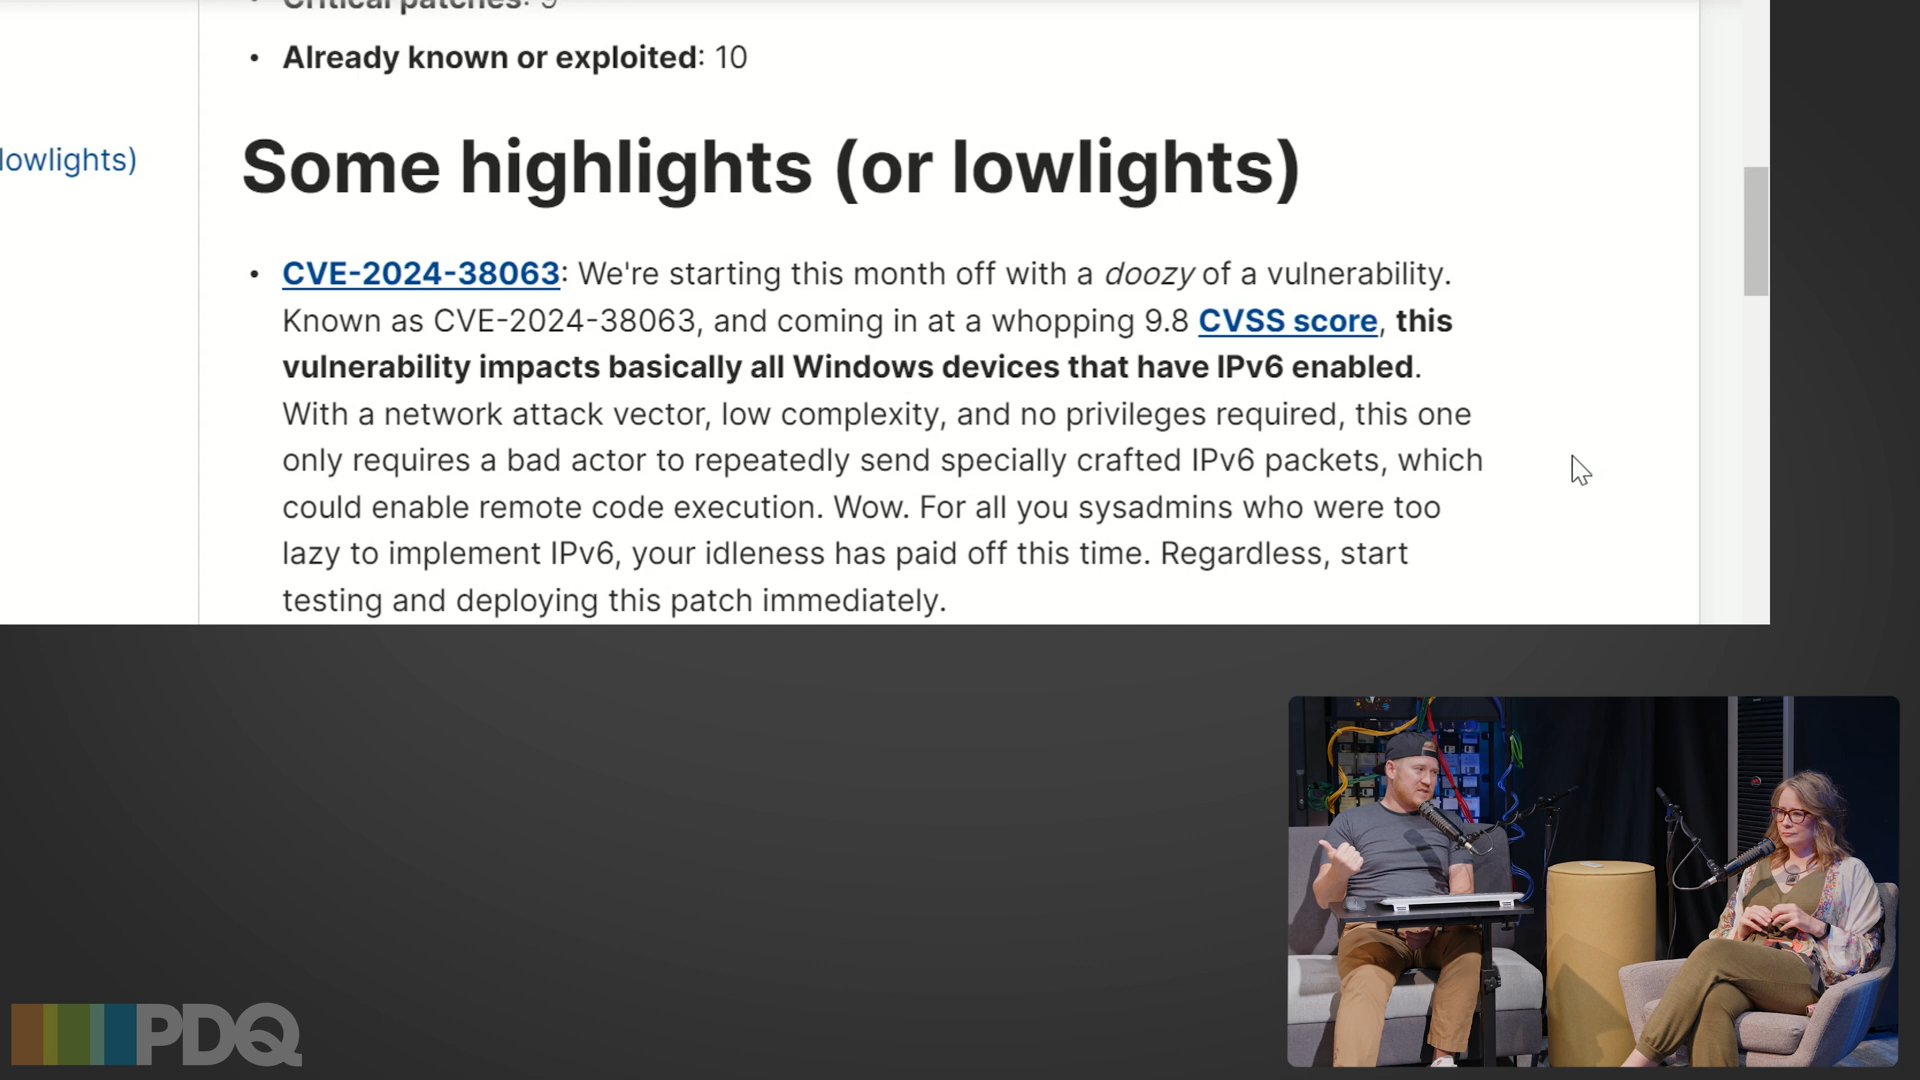 Critical patches: 9
• Already known or exploited: 10
lowlights)
Some highlights (or lowlights)
• CVE-2024-38063: We're starting this month off with a doozy of a vulnerability.
Known as CVE-2024-38063, and coming in at a whopping 9.8 CVSS score, this
vulnerability impacts basically all Windows devices that have IPv6 enabled.
With a network attack vector, low complexity, and no privileges required, this one
only requires a bad actor to repeatedly send specially crafted IPv6 packets, which
could enable remote code execution. Wow. For all you sysadmins who were too
lazy to implement IPv6, your idleness has paid off this time. Regardless, start
testing and deploying this patch immediately.
PDQ